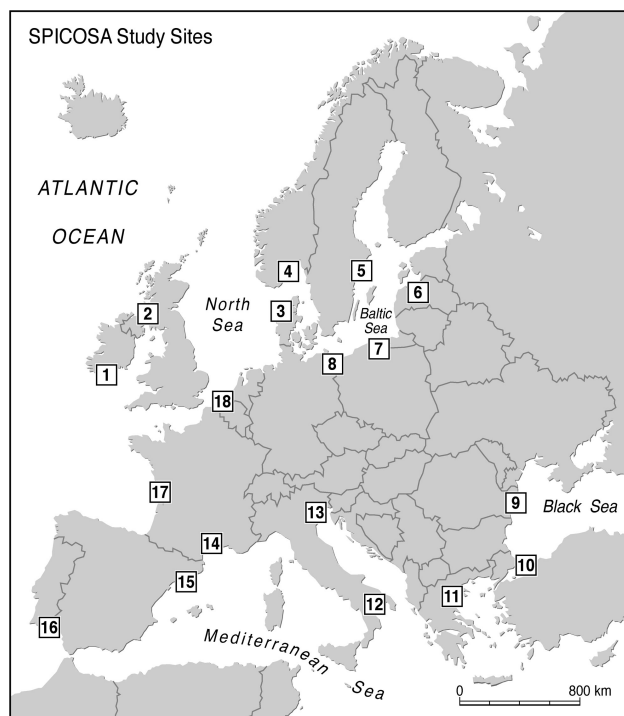 SPICOSA Study Sites
ATLANTIC
OCEAN
North
Sea
Baltic
Sea
Black Sea
Mediterranean Sea
1
2
3
4
5
6
7
8
9
10
11
12
13
14
15
16
17
18
0 800 km